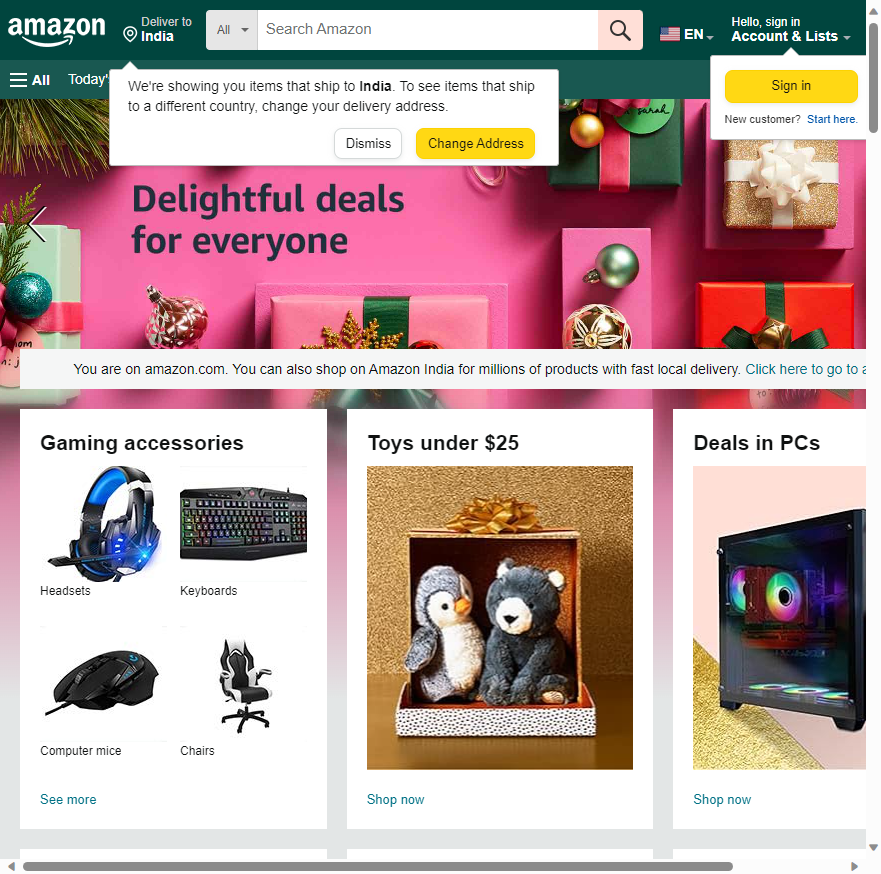 amazon
Deliver to
India
All
Search Amazon
EN
Hello, sign in
Account & Lists
All
Today'
Sign in
New customer? Start here.
We're showing you items that ship to India. To see items that ship
to a different country, change your delivery address.
Dismiss
Change Address
sarah
Delightful deals
for everyone
mom
You are on amazon.com. You can also shop on Amazon India for millions of products with fast local delivery. Click here to go to a
to:
Gaming accessories
Headsets
Keyboards
Computer mice
Chairs
See more
Toys under $25
Shop now
Deals in PCs
Shop now